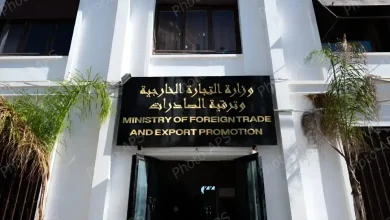 وزارة التجارة الخارجية
وترقية الصادرات
MINISTRY OF FOREIGN TRADE
AND EXPORT PROMOTION